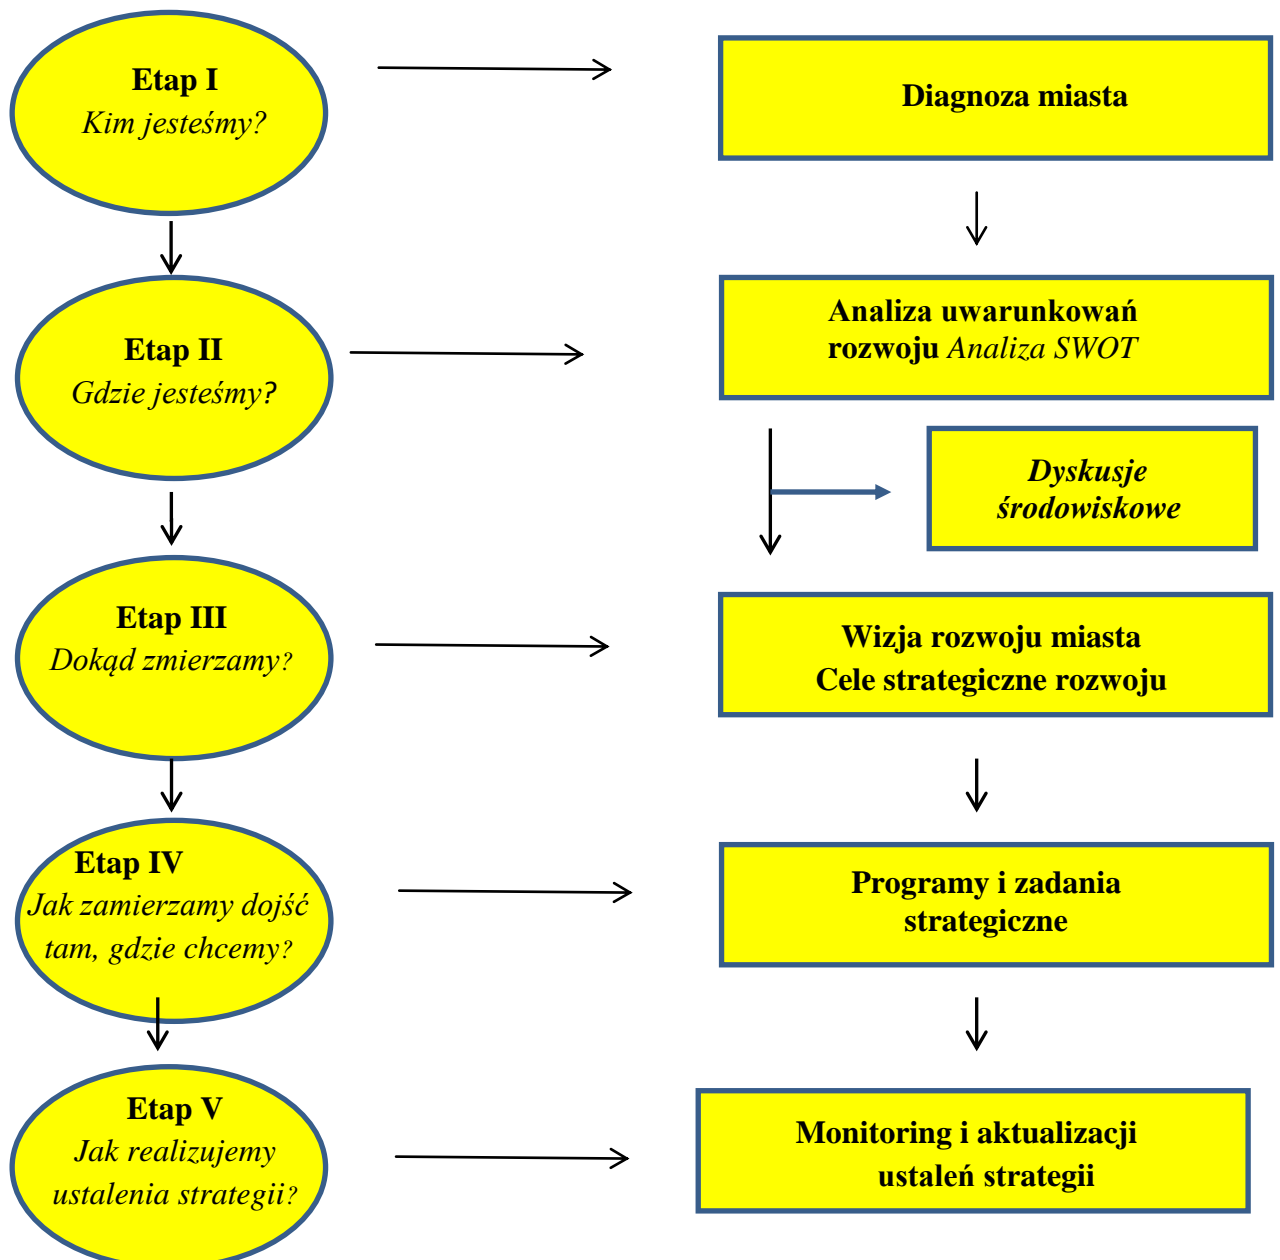 Etap I
Kim jesteśmy?
Diagnoza miasta
Etap II
Gdzie jesteśmy?
Analiza uwarunkowań
rozwoju Analiza SWOT
Dyskusje
środowiskowe
Etap III
Dokąd zmierzamy?
Wizja rozwoju miasta
Cele strategiczne rozwoju
Etap IV
Jak zamierzamy dojść
tam, gdzie chcemy?
Programy i zadania
strategiczne
Etap V
Jak realizujemy
ustalenia strategii?
Monitoring i aktualizacji
ustaleń strategii